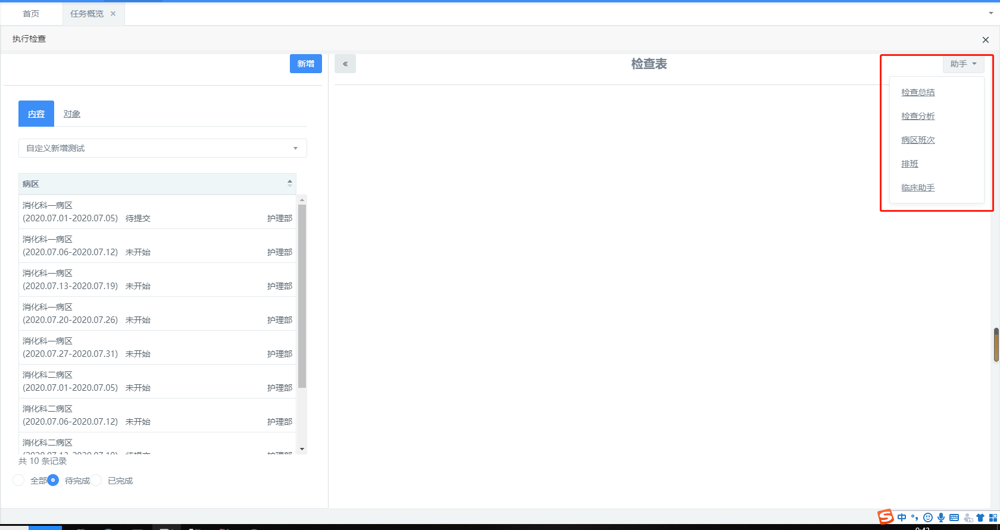 首页
任务概览 ×
执行检查
新增
«
检查表
助手
检查总结
检查分析
病区班次
排班
临床助手
内容
对象
自定义新增测试
病区
消化科一病区
(2020.07.01-2020.07.05) 待提交 护理部
消化科一病区
(2020.07.06-2020.07.12) 未开始 护理部
消化科一病区
(2020.07.13-2020.07.19) 未开始 护理部
消化科一病区
(2020.07.20-2020.07.26) 未开始 护理部
消化科一病区
(2020.07.27-2020.07.31) 未开始 护理部
消化科二病区
(2020.07.01-2020.07.05) 未开始 护理部
消化科二病区
(2020.07.06-2020.07.12) 未开始 护理部
消化科二病区
共 10 条记录
全部 待完成 已完成
中